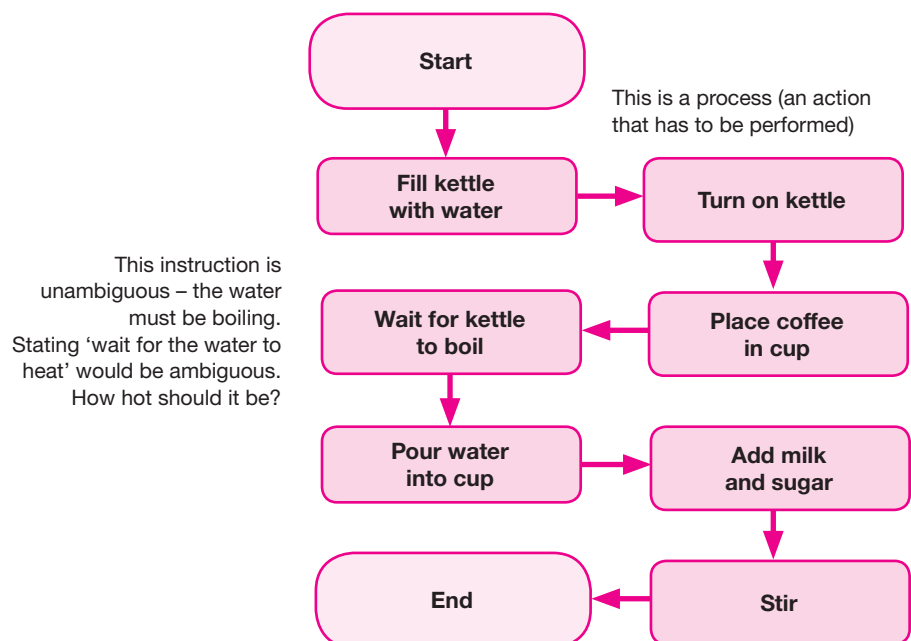 Start
This is a process (an action
that has to be performed)
Fill kettle
with water
Turn on kettle
This instruction is
unambiguous – the water
must be boiling.
Stating ‘wait for the water to
heat’ would be ambiguous.
How hot should it be?
Place coffee
in cup
Wait for kettle
to boil
Pour water
into cup
Add milk
and sugar
Stir
End